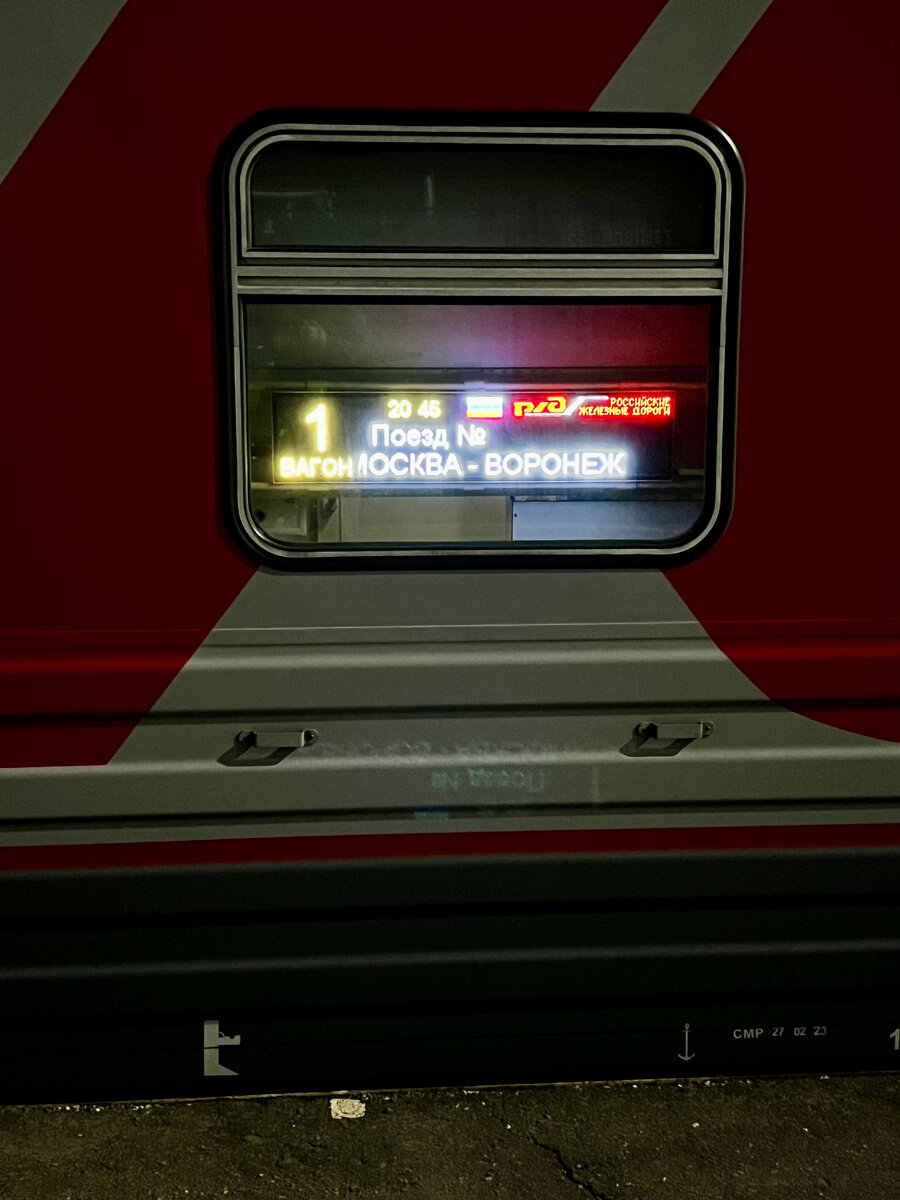 1
ВАГОН
20 45
Поезд №
МОСКВА - ВОРОНЕЖ
РЖД
РОССИЙСКИЕ
ЖЕЛЕЗНЫЕ ДОРОГИ
СМР 27 02 23